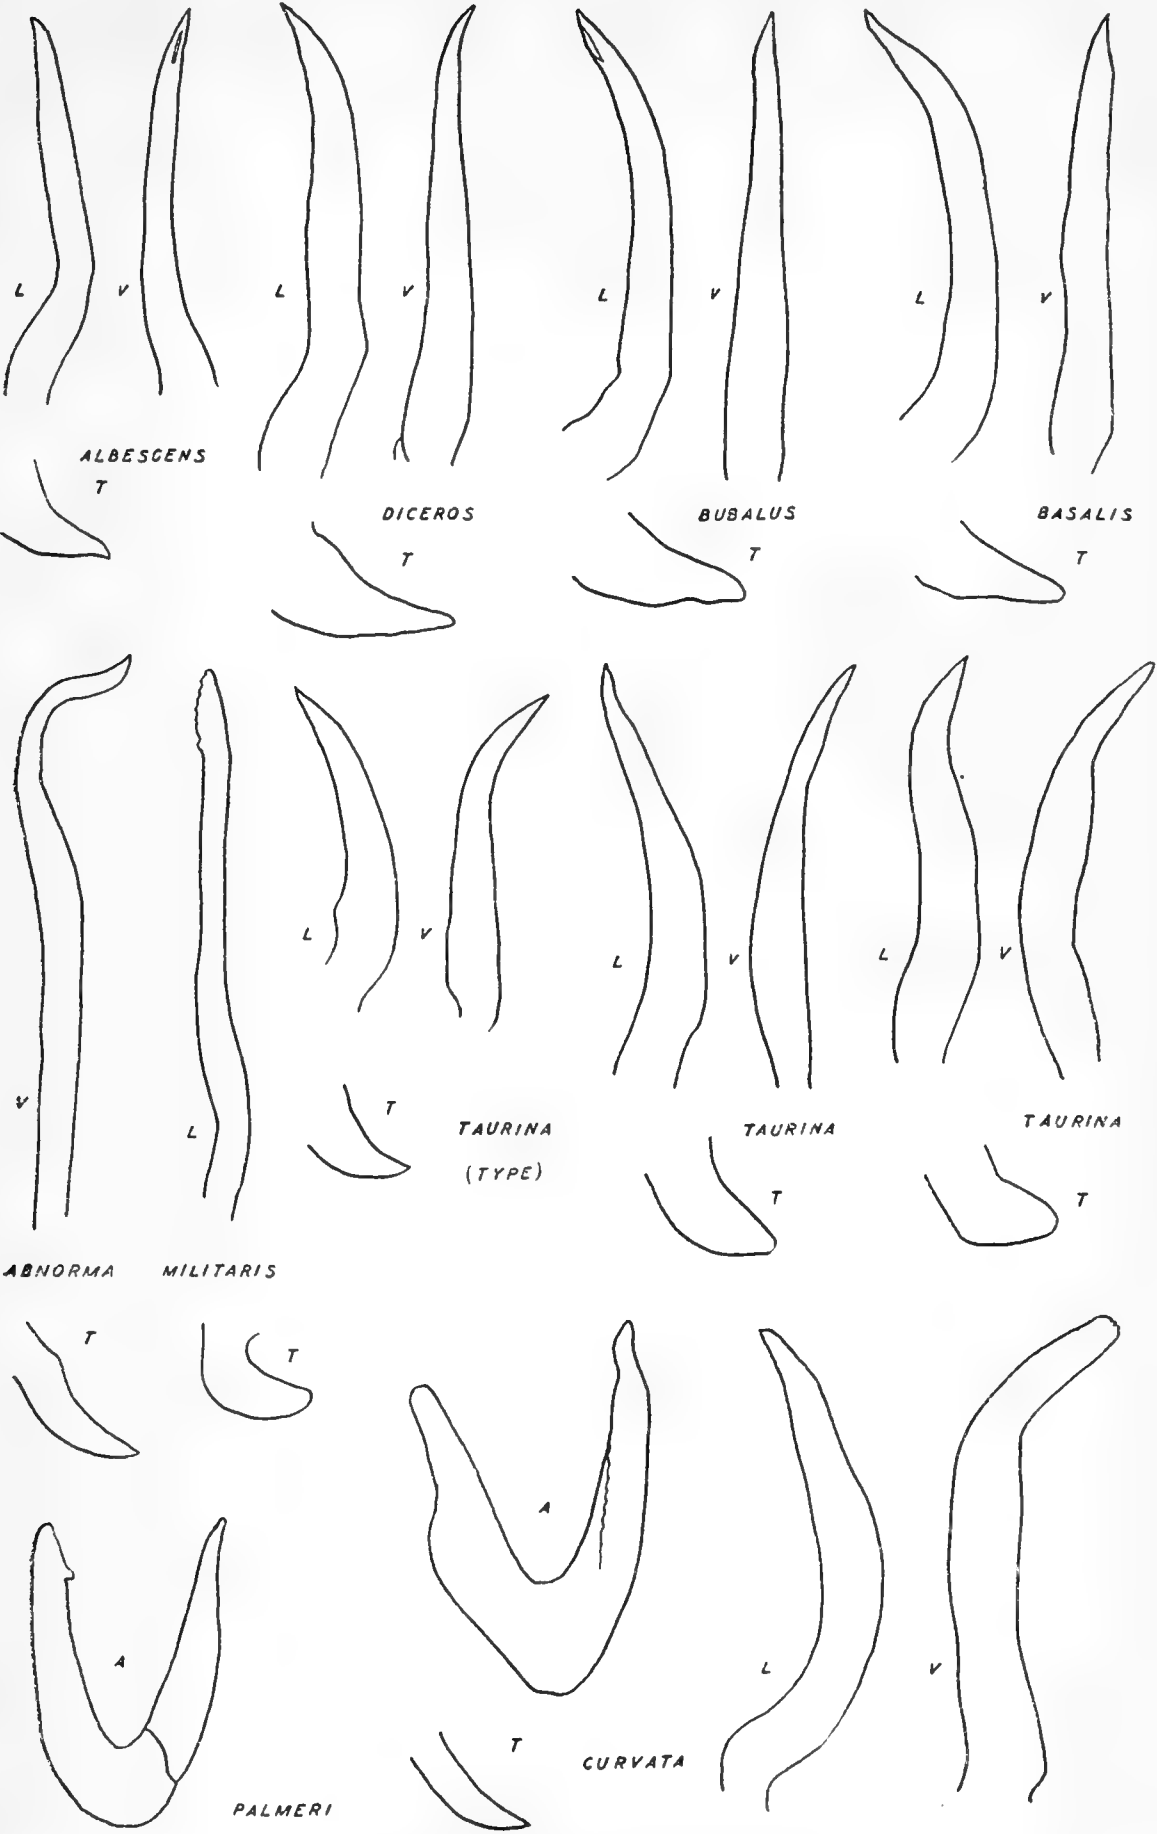 L V L V L V L V
ALBESCENS
T
DICEROS
BUBALUS
BASALIS
T
T
T
L V
L V
L V
V
L
T
TAURINA
(TYPE)
TAURINA
TAURINA
T
T
ABNORMA
MILITARIS
T
T
A
A
L V
T
CURVATA
PALMERI